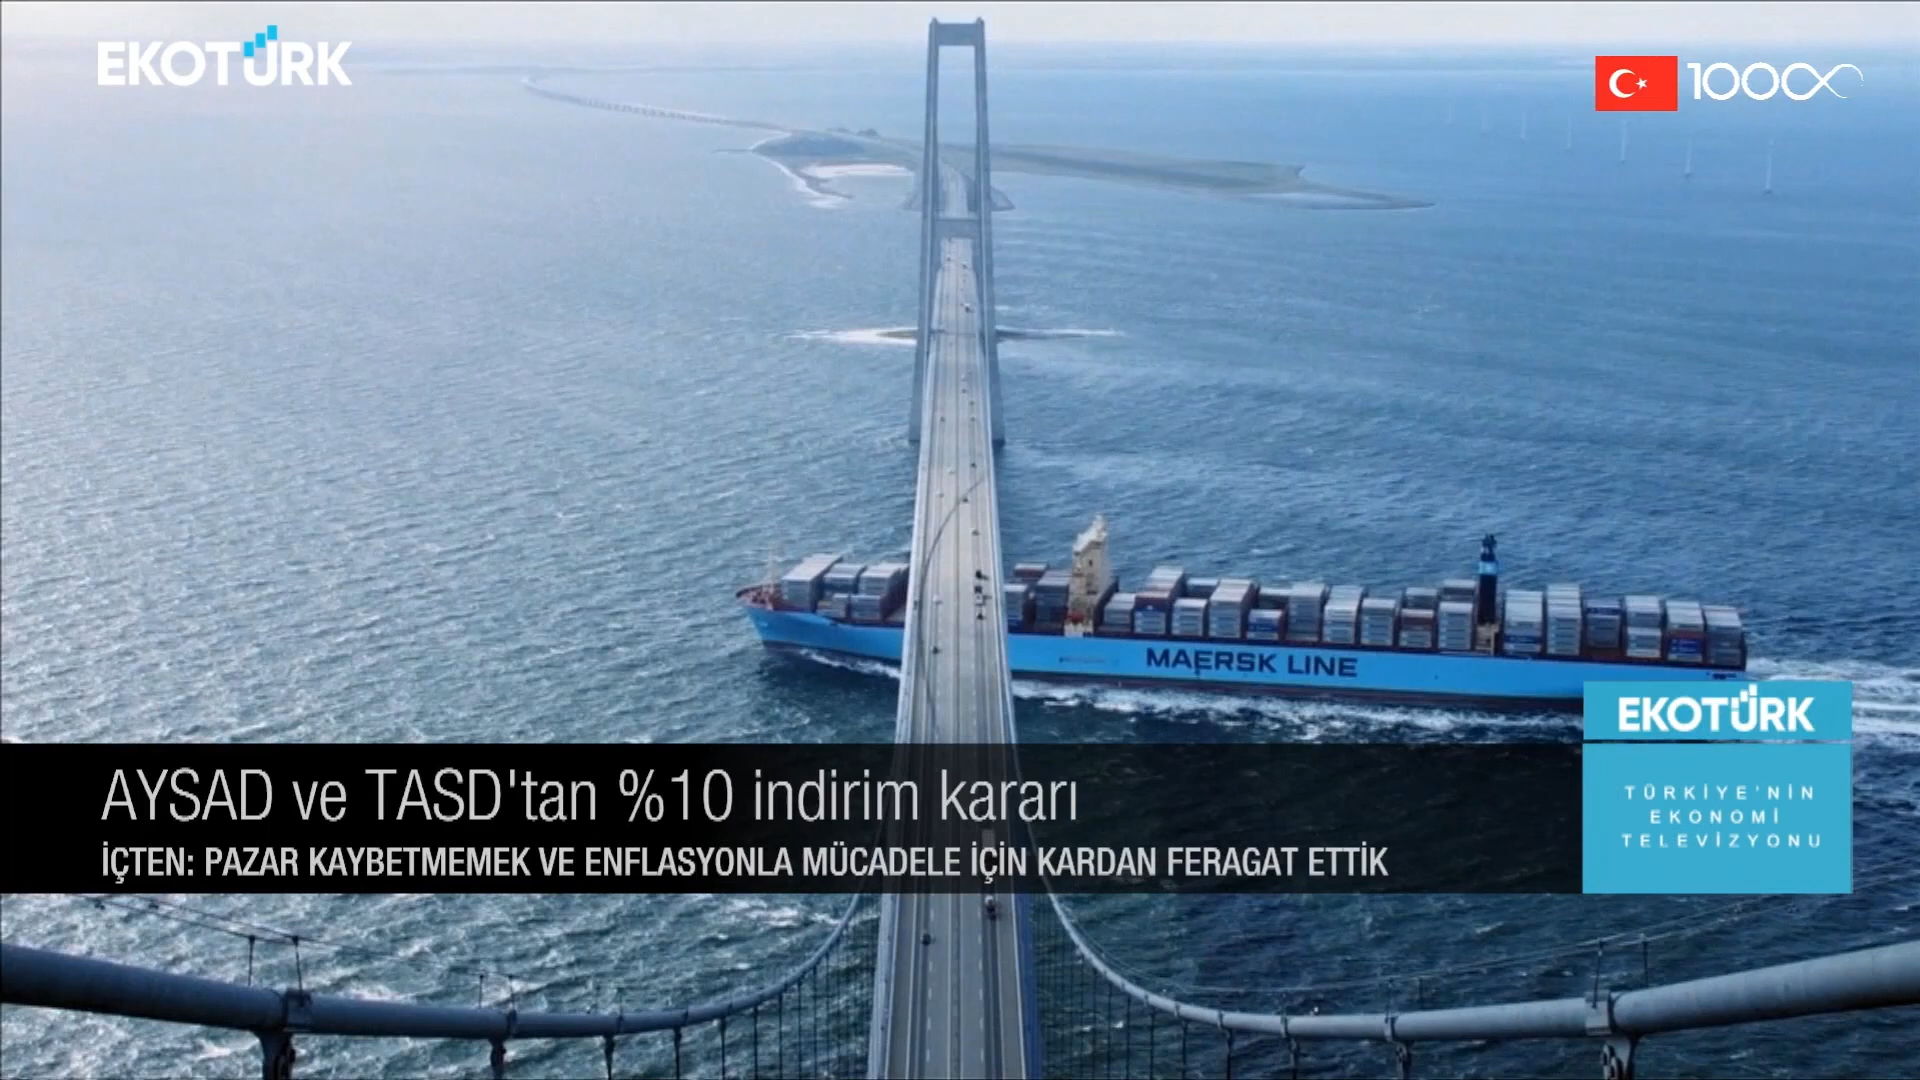 EKOTÜRK
100
MAERSK LINE
EKOTÜRK
AYSAD ve TASD'tan %10 indirim kararı
İÇTEN: PAZAR KAYBETMEMEK VE ENFLASYONLA MÜCADELE İÇİN KARDAN FERAGAT ETTİK
TÜRKİYE'NİN
EKONOMİ
TELEVİZYONU